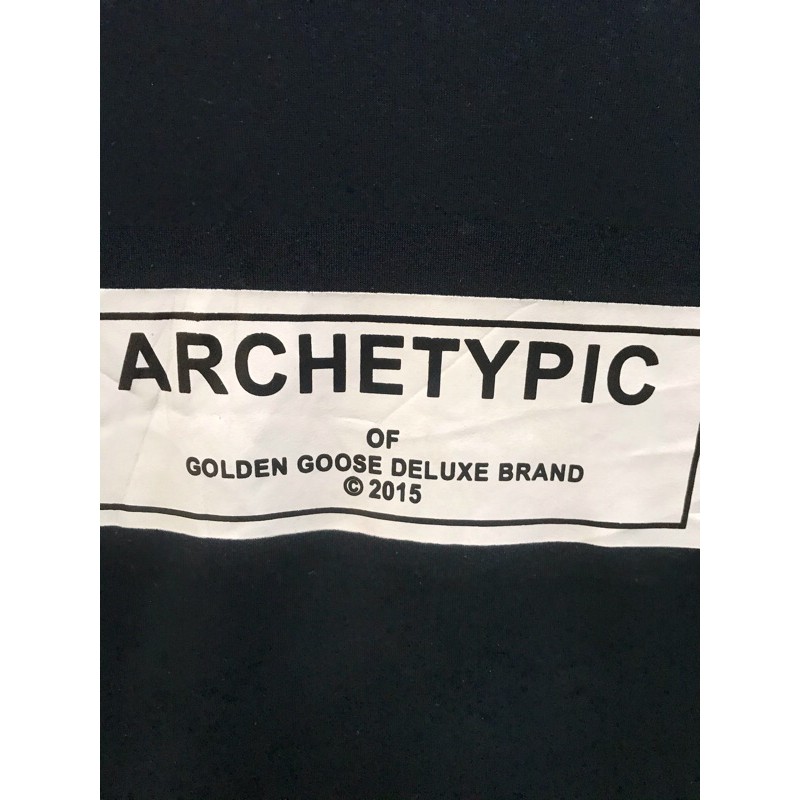 ARCHETYPIC
OF
GOLDEN GOOSE DELUXE BRAND
© 2015